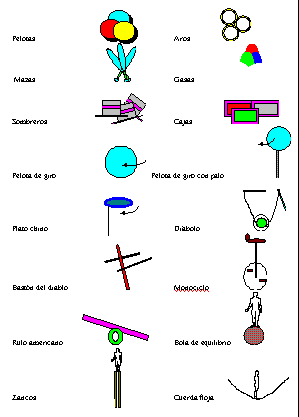 Pelotas Aros
Mazas Gasas
Sombreros Cajas
Pelota de giro Pelota de giro con palo
Plato chino Diabolo
Bastón del diablo Monociclo
Rulo americano Bola de equilibrio
Zancos Cuerda floja